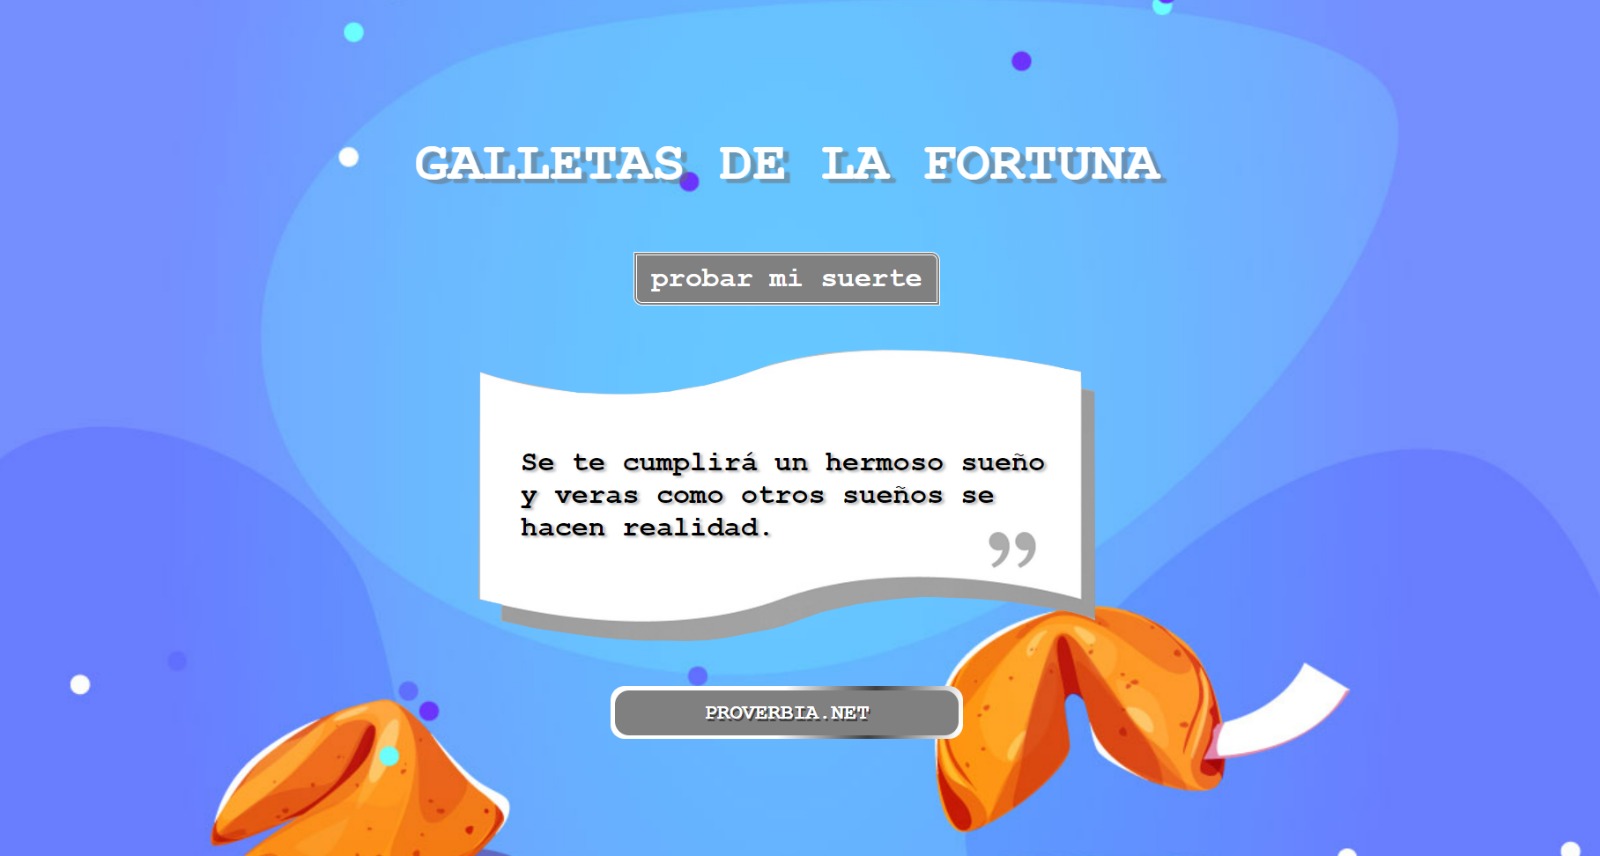 GALLETAS DE LA FORTUNA
probar mi suerte
Se te cumplirá un hermoso sueño
y veras como otros sueños se
hacen realidad.
”
PROVERBIA.NET